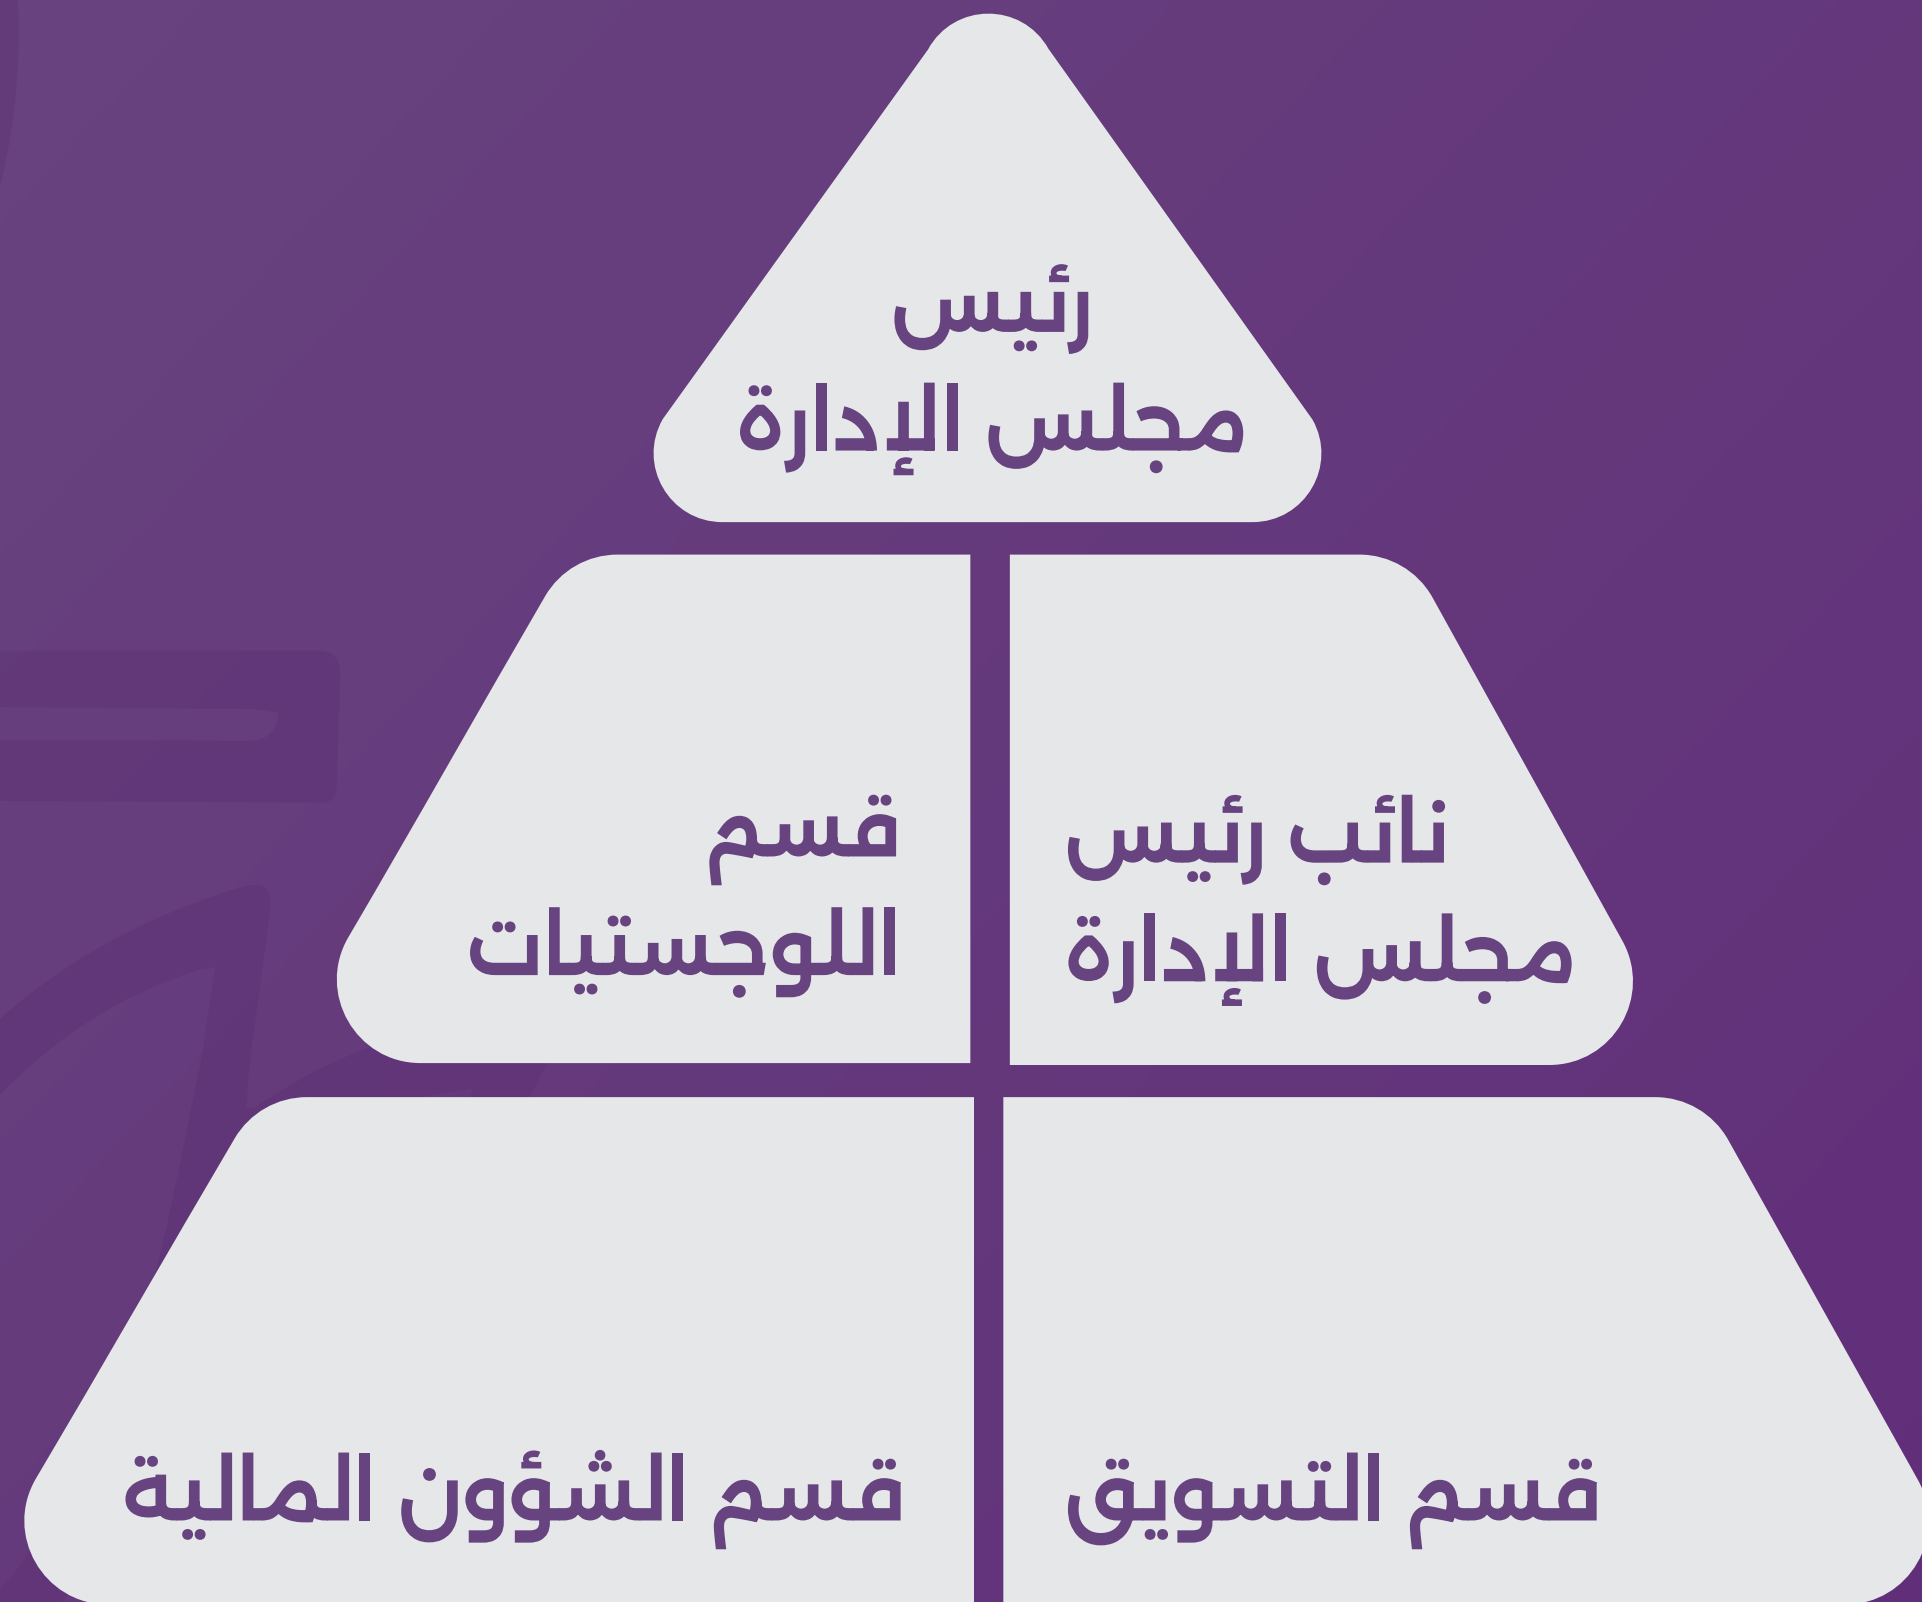 رئيس
مجلس الإدارة
نائب رئيس
مجلس الإدارة
قسم
اللوجستيات
قسم التسويق
قسم الشؤون المالية